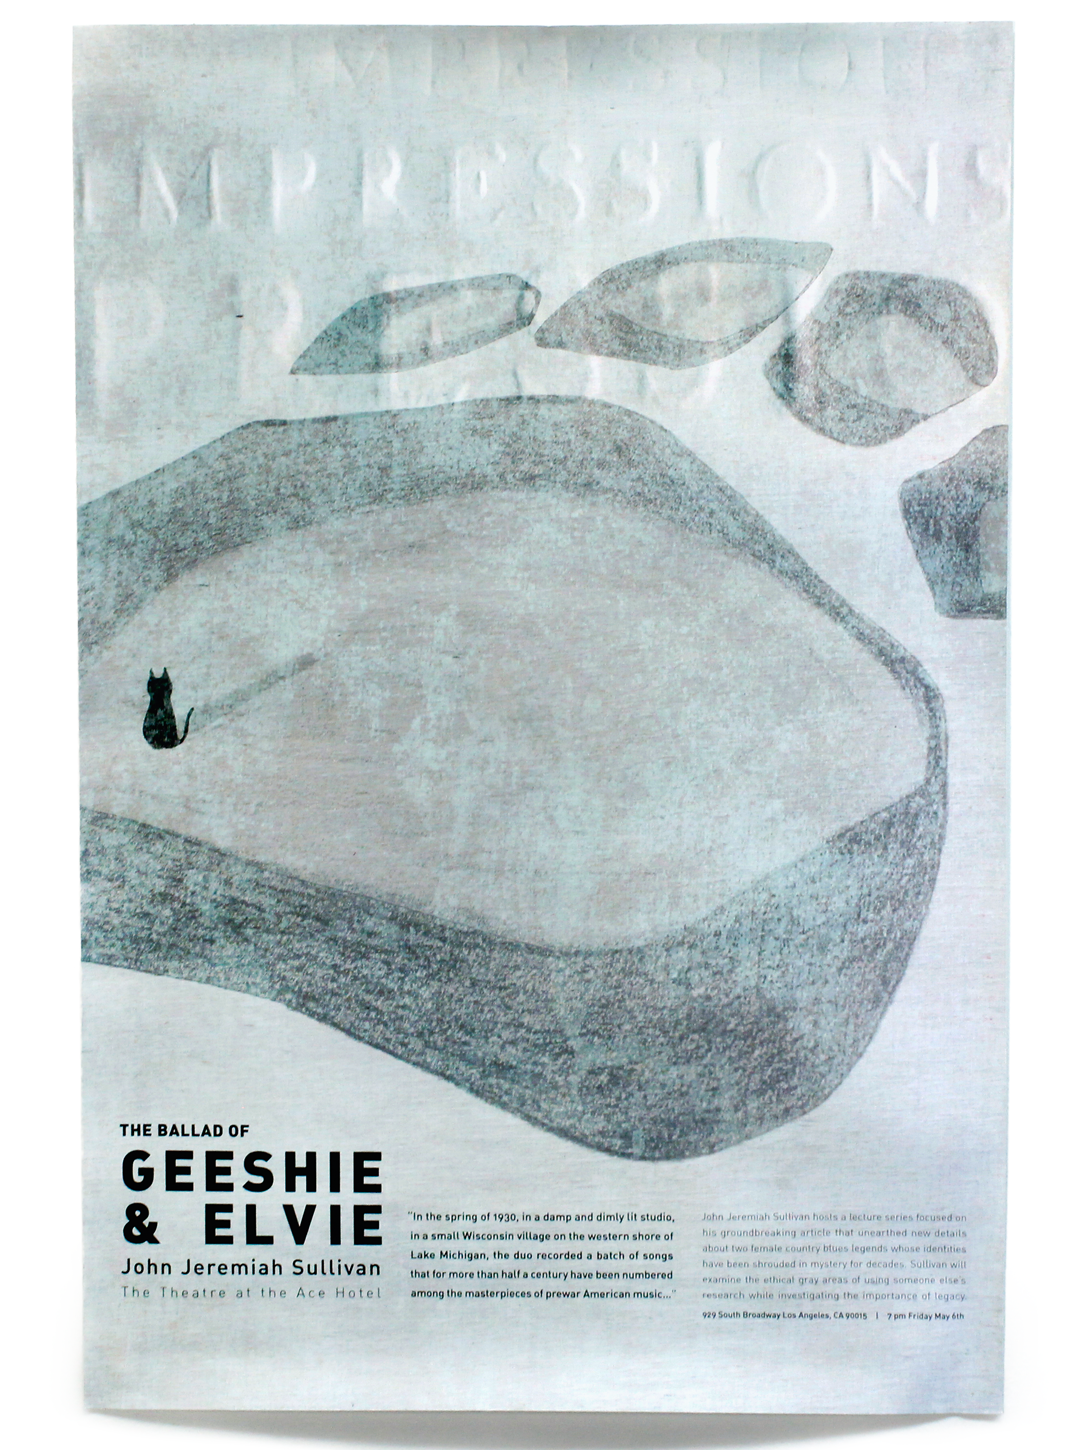 IMPRESSIONS
IMPRESSIONS
PRESS
THE BALLAD OF
GEESHIE
& ELVIE
John Jeremiah Sullivan
The Theatre at the Ace Hotel
"In the spring of 1930, in a damp and dimly lit studio,
in a small Wisconsin village on the western shore of
Lake Michigan, the duo recorded a batch of songs
that for more than half a century have been numbered
among the masterpieces of prewar American music..."
John Jeremiah Sullivan hosts a lecture series focused on
his groundbreaking article that unearthed new details
about two female country blues legends whose identities
have been shrouded in mystery for decades. Sullivan will
examine the ethical gray areas of using someone else's
research while investigating the importance of legacy.
929 South Broadway Los Angeles, CA 90015 | 7 pm Friday May 6th